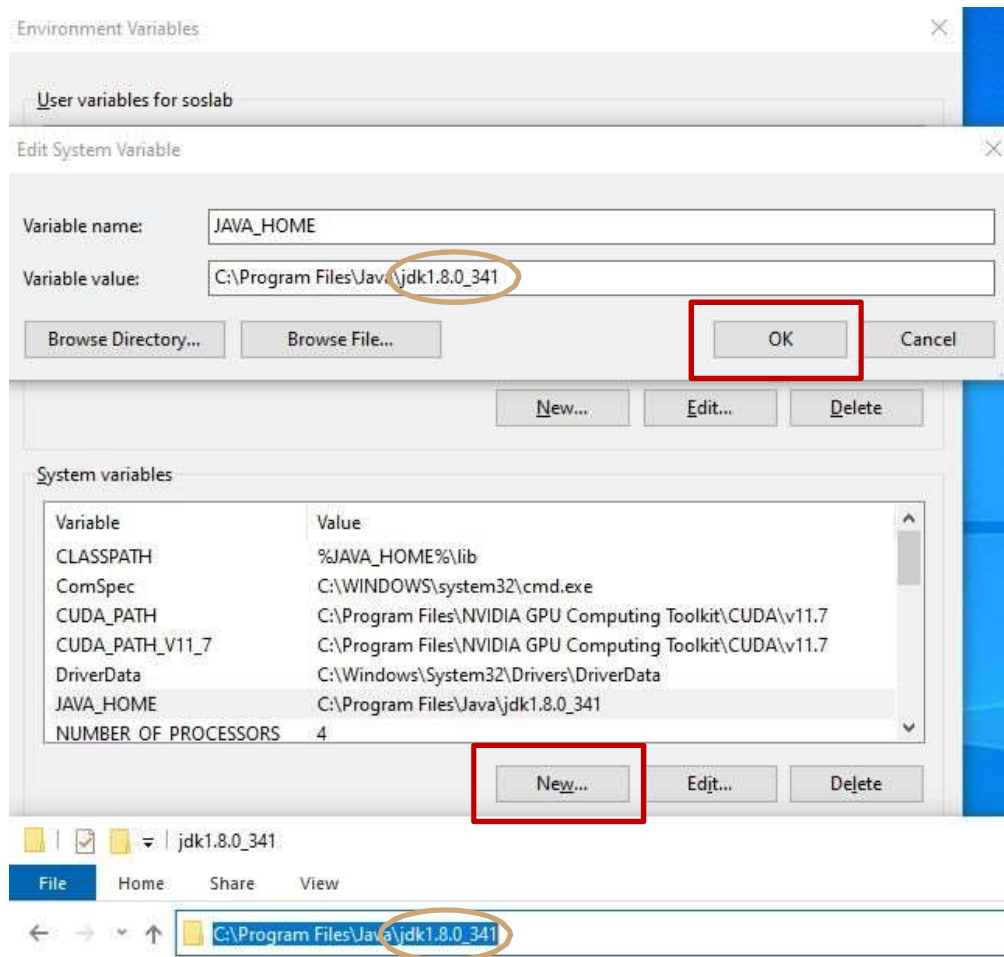 Environment Variables
User variables for soslab
Edit System Variable
Variable name: JAVA_HOME
Variable value: C:\Program Files\Java\jdk1.8.0_341
Browse Directory... Browse File... OK Cancel
New... Edit... Delete
System variables
Variable Value
CLASSPATH %JAVA_HOME%\lib
ComSpec C:\WINDOWS\system32\cmd.exe
CUDA_PATH C:\Program Files\NVIDIA GPU Computing Toolkit\CUDA\v11.7
CUDA_PATH_V11_7 C:\Program Files\NVIDIA GPU Computing Toolkit\CUDA\v11.7
DriverData C:\Windows\System32\Drivers\DriverData
JAVA_HOME C:\Program Files\Java\jdk1.8.0_341
NUMBER_OF_PROCESSORS 4
New... Edit... Delete
jdk1.8.0_341
File Home Share View
C:\Program Files\Java\jdk1.8.0_341